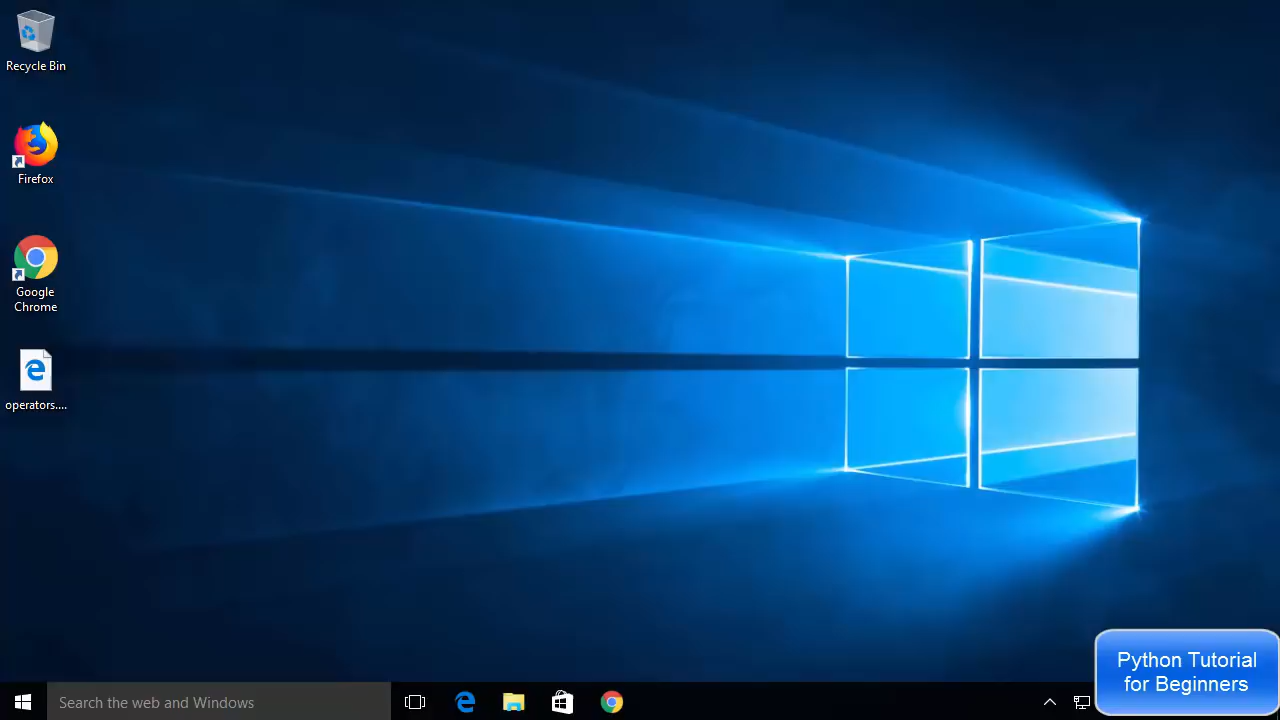 Recycle Bin
Firefox
Google
Chrome
operators....
Search the web and Windows
Python Tutorial
for Beginners